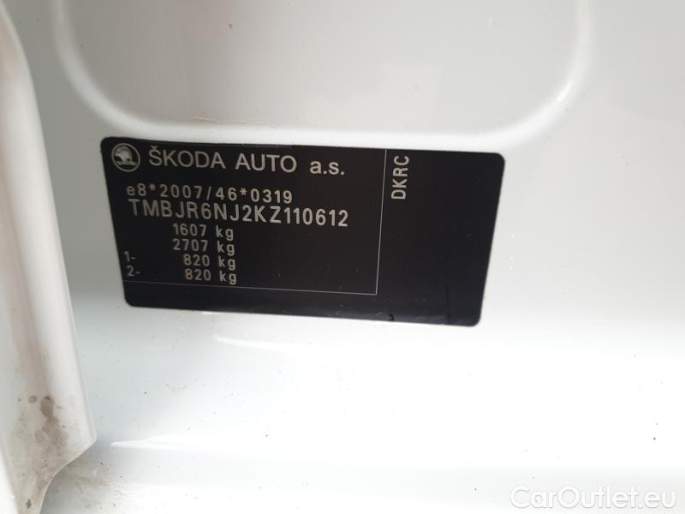 ŠKODA AUTO a.s.
e8*2007/46*0319
TMBJR6NJ2KZ110612
1607 kg
2707 kg
1- 820 kg
2- 820 kg
DKRC
CarOutlet.eu